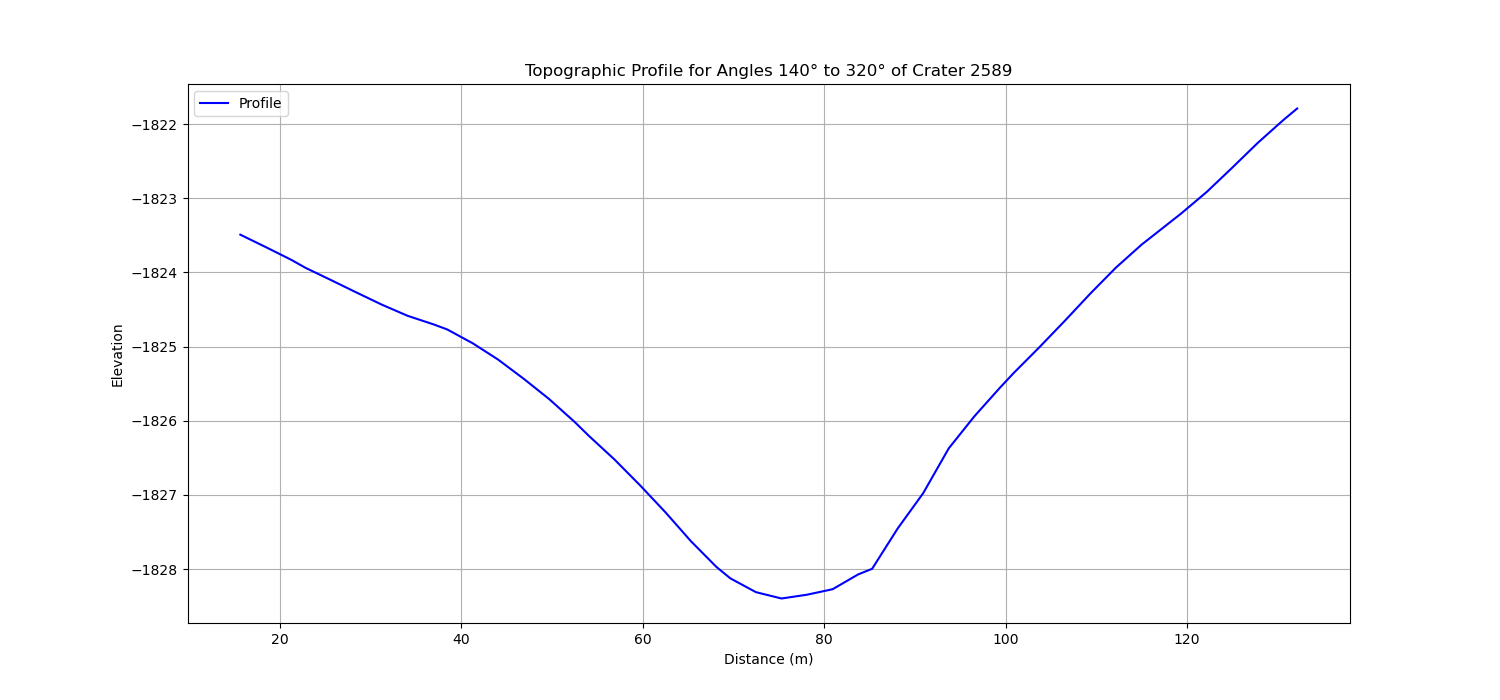 Topographic Profile for Angles 140° to 320° of Crater 2589
Profile
−1822
−1823
−1824
−1825
−1826
−1827
−1828
Elevation
20 40 60 80 100 120
Distance (m)